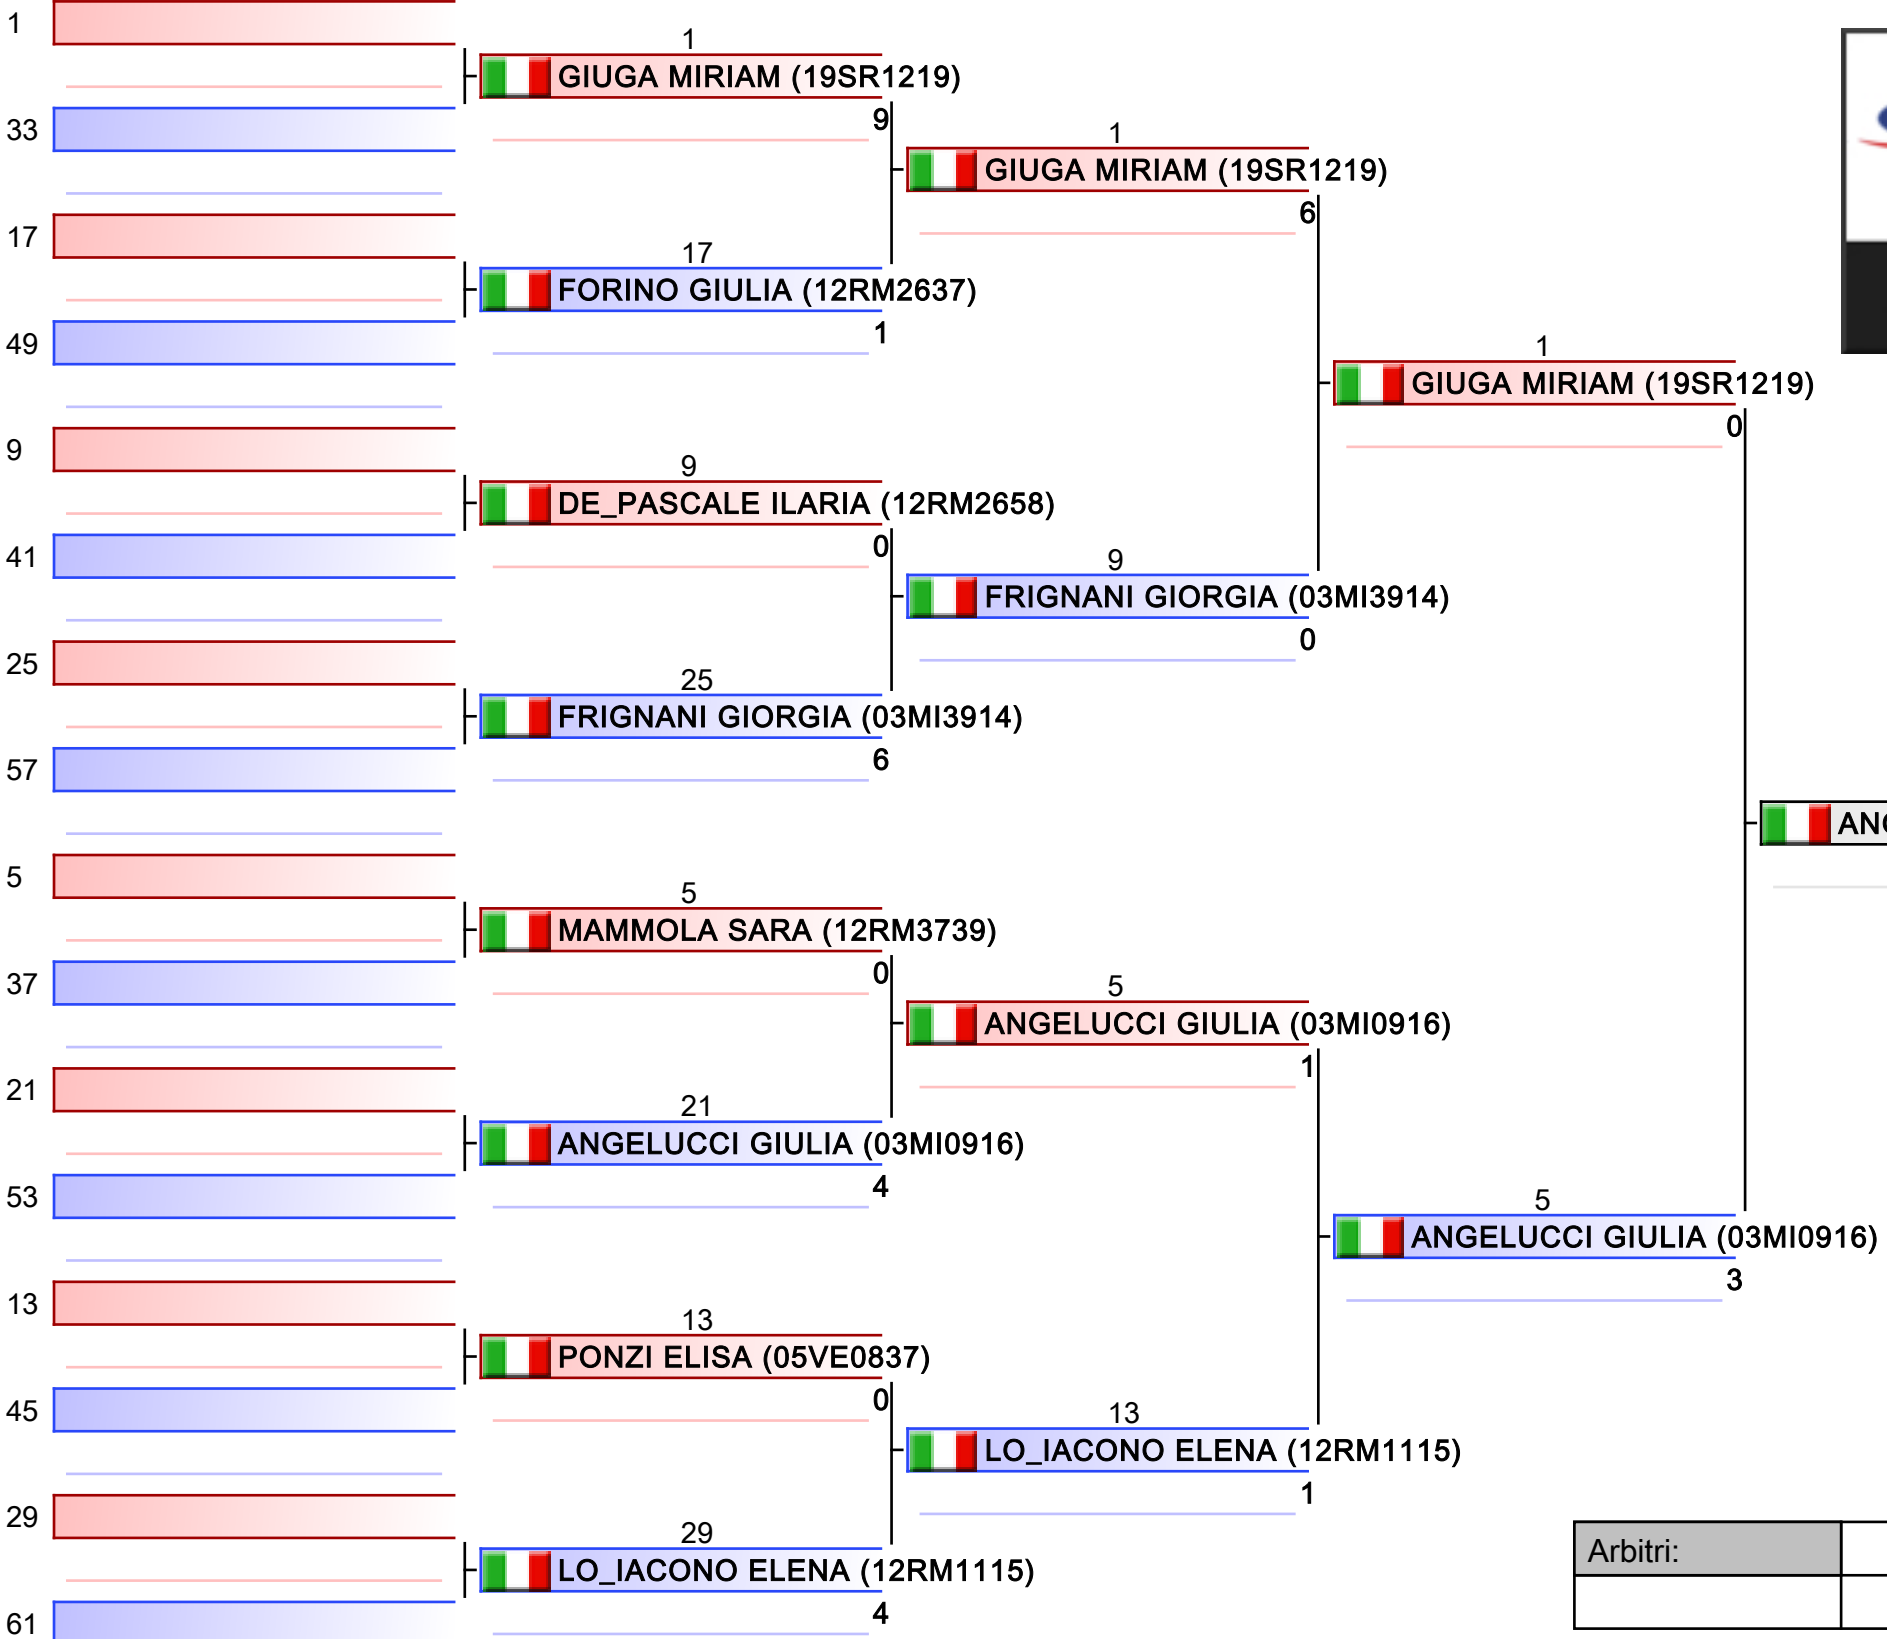 1
1
GIUGA MIRIAM (19SR1219)
9
33
1
GIUGA MIRIAM (19SR1219)
6
17
17
FORINO GIULIA (12RM2637)
1
49
1
GIUGA MIRIAM (19SR1219)
0
9
9
DE_PASCALE ILARIA (12RM2658)
0
41
9
FRIGNANI GIORGIA (03MI3914)
0
25
25
FRIGNANI GIORGIA (03MI3914)
6
57
5
5
MAMMOLA SARA (12RM3739)
0
37
5
ANGELUCCI GIULIA (03MI0916)
1
21
21
ANGELUCCI GIULIA (03MI0916)
4
53
5
ANGELUCCI GIULIA (03MI0916)
3
13
13
PONZI ELISA (05VE0837)
0
45
13
LO_IACONO ELENA (12RM1115)
1
29
29
LO_IACONO ELENA (12RM1115)
4
61
Arbitri: